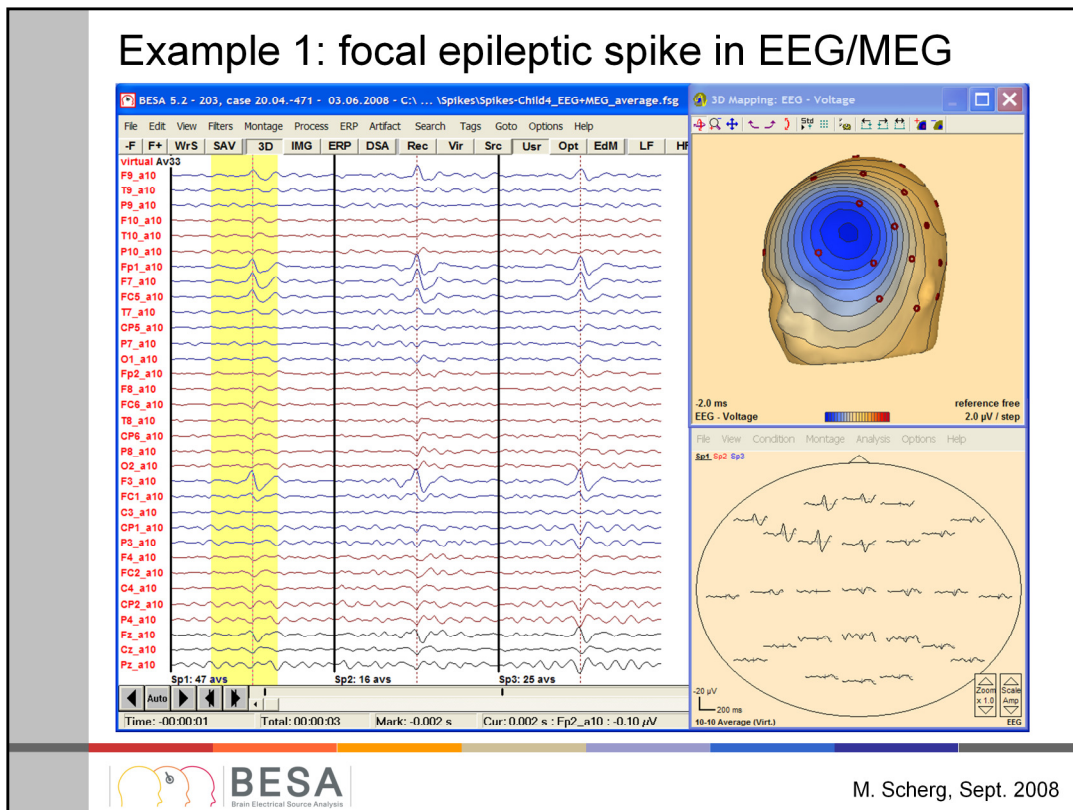 Example 1: focal epileptic spike in EEG/MEG
BESA 5.2 - 203, case 20.04.-471 - 03.06.2008 - C:\ ... \Spikes\Spikes-Child4_EEG+MEG_average.fsg
File Edit View Filters Montage Process ERP Artifact Search Tags Goto Options Help
-F F+ WrS SAV 3D IMG ERP DSA Rec Vir Src Usr Opt EdM LF HF
virtual Av33
F9_a10
T9_a10
P9_a10
F10_a10
T10_a10
P10_a10
Fp1_a10
F7_a10
FC5_a10
T7_a10
CP5_a10
P7_a10
O1_a10
Fp2_a10
F8_a10
FC6_a10
T8_a10
CP6_a10
P8_a10
O2_a10
F3_a10
FC1_a10
C3_a10
CP1_a10
P3_a10
F4_a10
FC2_a10
C4_a10
CP2_a10
P4_a10
Fz_a10
Cz_a10
Pz_a10
Sp1: 47 avs Sp2: 16 avs Sp3: 25 avs
Auto
Time: -00:00:01 Total: 00:00:03 Mark: -0.002 s Cur: 0.002 s : Fp2_a10 : -0.10 µV
3D Mapping: EEG - Voltage
Std
-2.0 ms reference free
EEG - Voltage 2.0 µV / step
File View Condition Montage Analysis Options Help
Sp1 Sp2 Sp3
-20 µV
200 ms
10-10 Average (Virt.)
Zoom
x 1.0
Scale
Amp
EEG
BESA
Brain Electrical Source Analysis
M. Scherg, Sept. 2008